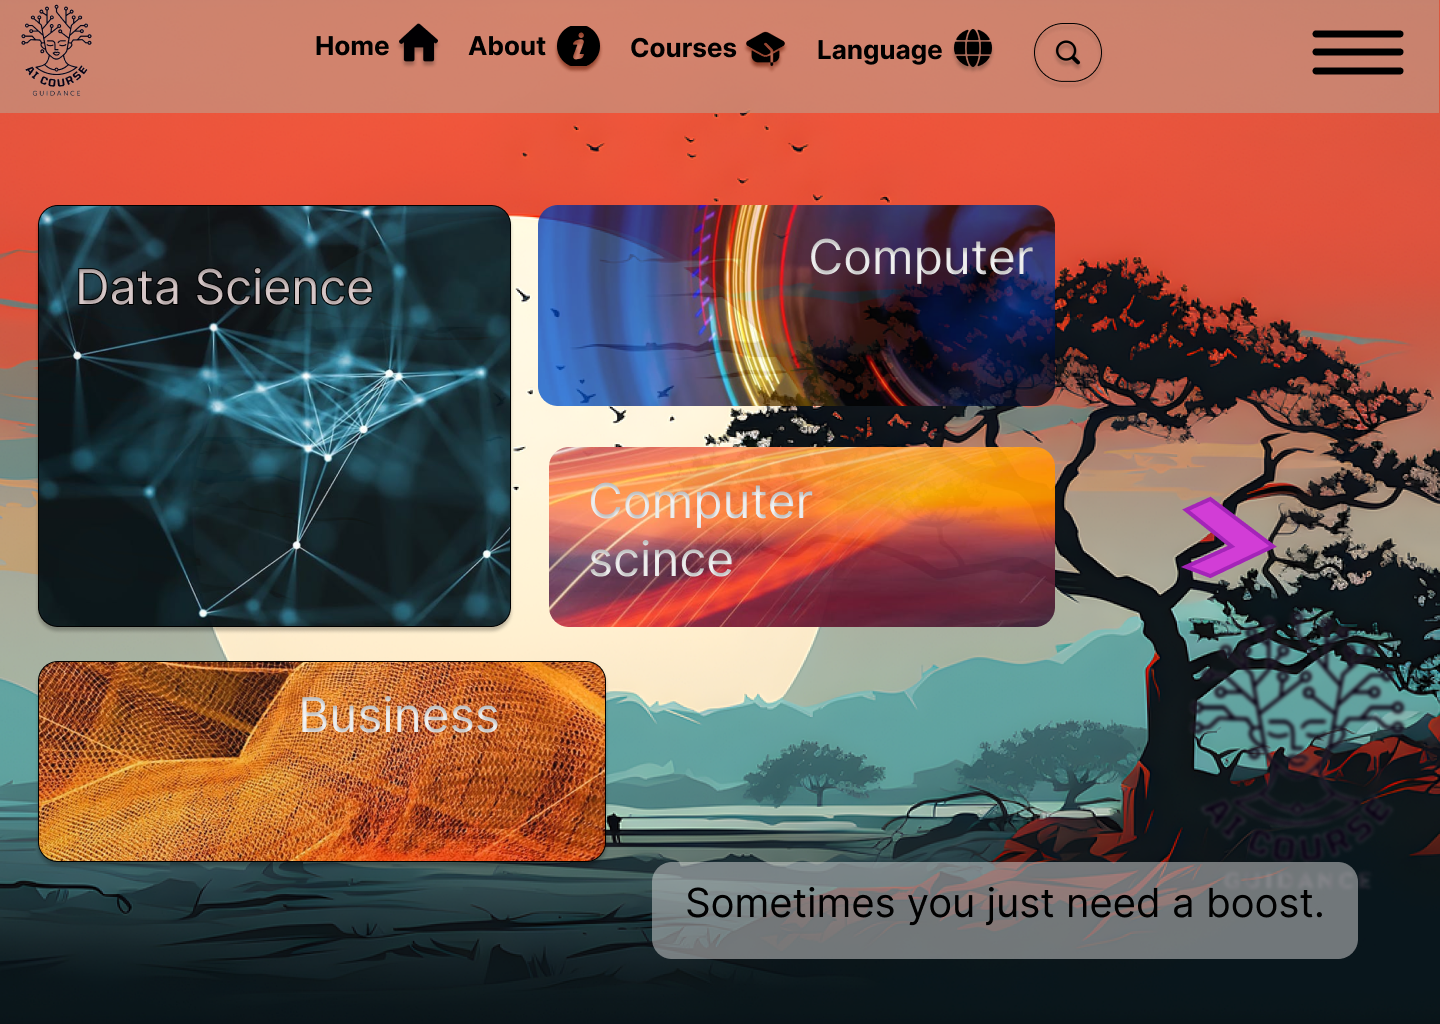 AI COURSE
GUIDANCE
Home
About
i
Courses
Language
Data Science
Computer
Computer
scince
Business
AI COURSE
GUIDANCE
Sometimes you just need a boost.